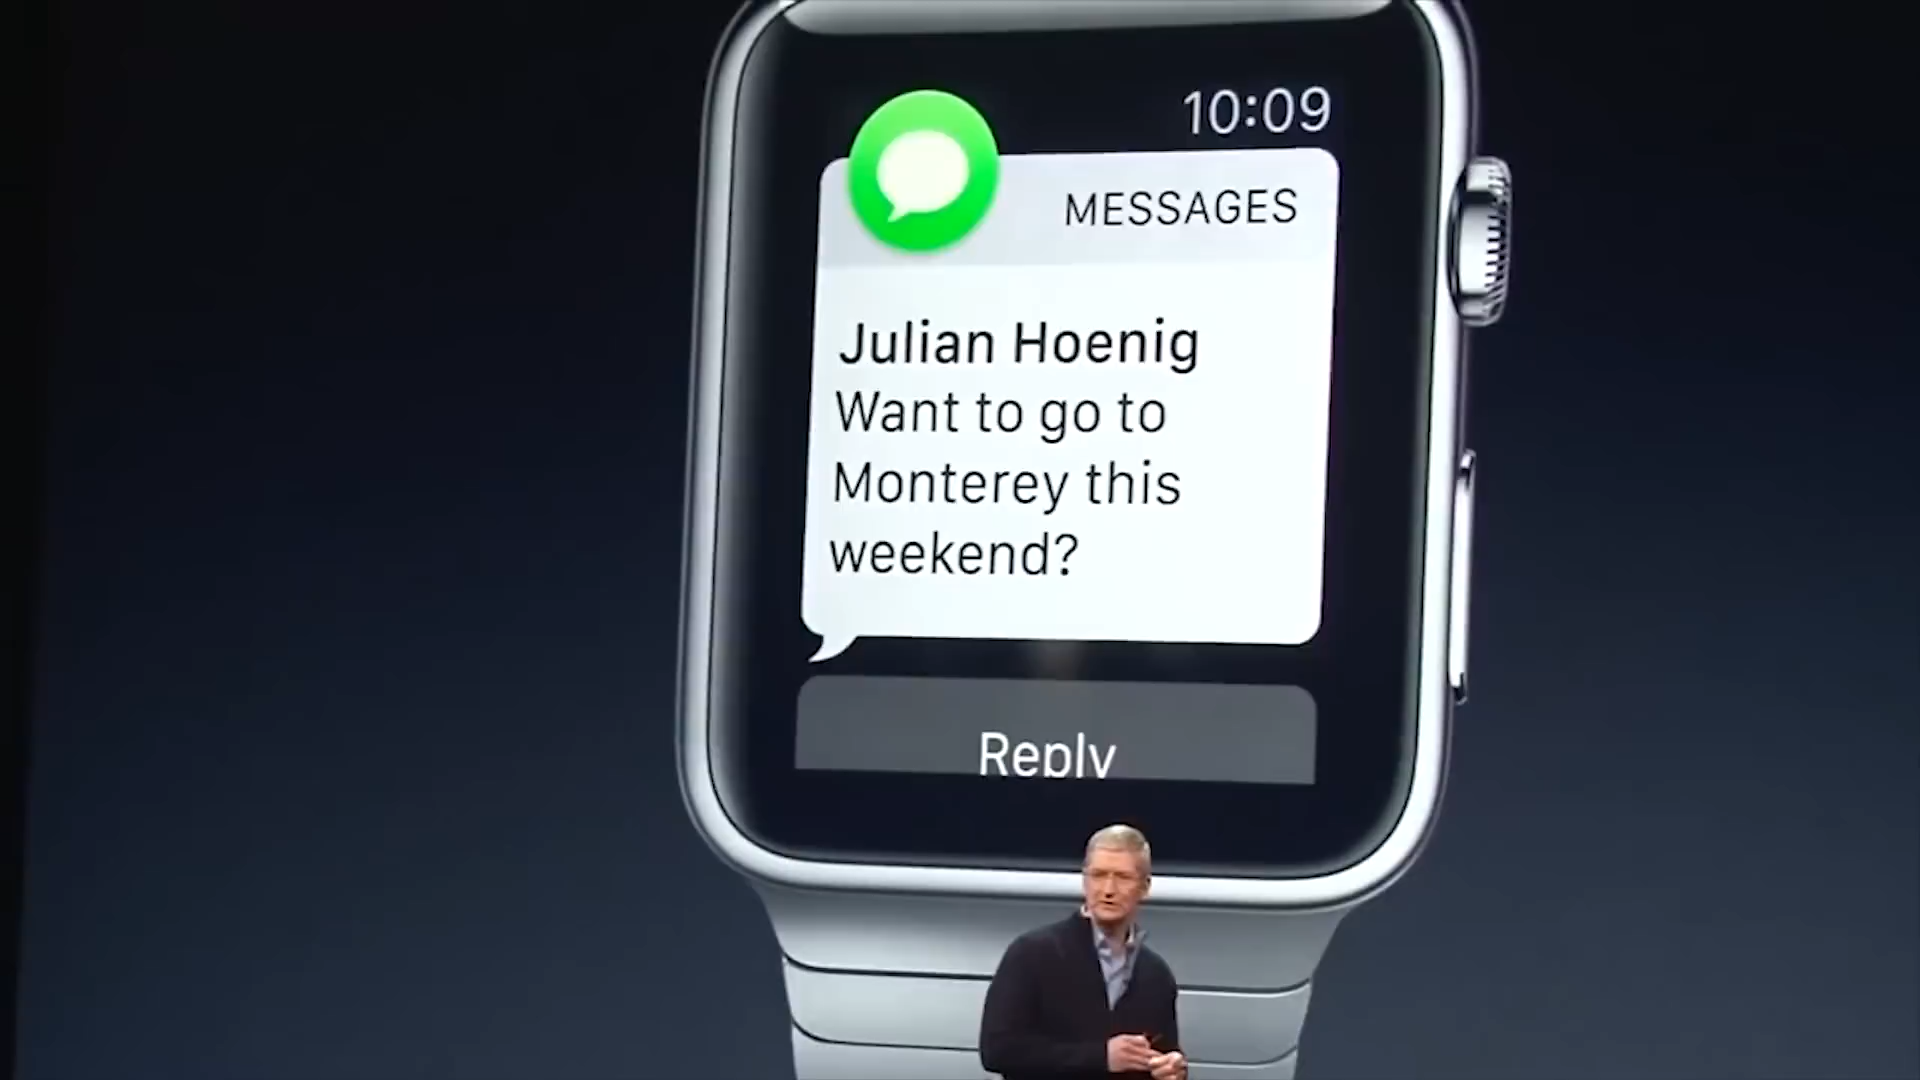 10:09
MESSAGES
Julian Hoenig
Want to go to
Monterey this
weekend?
Reply